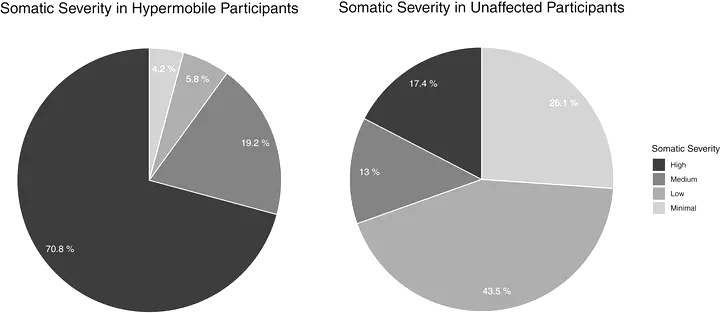 Somatic Severity in Hypermobile Participants
Somatic Severity in Unaffected Participants
4.2 %
5.8 %
19.2 %
70.8 %
17.4 %
26.1 %
13 %
43.5 %
Somatic Severity
High
Medium
Low
Minimal